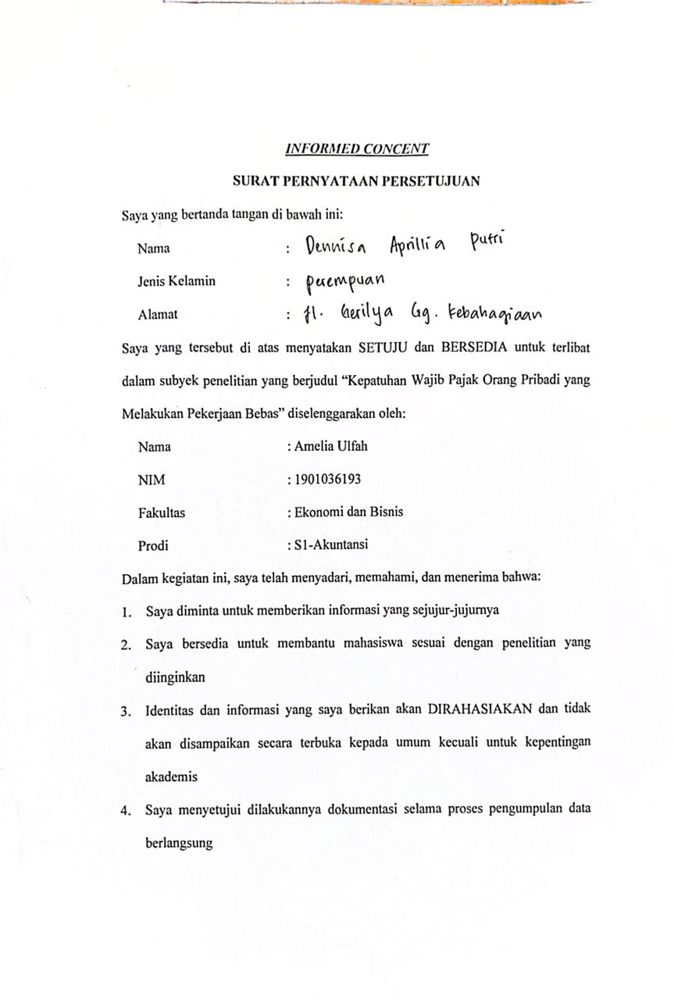 INFORMED CONCENT
SURAT PERNYATAAN PERSETUJUAN
Saya yang bertanda tangan di bawah ini:
Nama : Dennisa Aprillia Putri
Jenis Kelamin : perempuan
Alamat : Jl. Gerilya Gg. Kebahagiaan
Saya yang tersebut di atas menyatakan SETUJU dan BERSEDIA untuk terlibat
dalam subyek penelitian yang berjudul “Kepatuhan Wajib Pajak Orang Pribadi yang
Melakukan Pekerjaan Bebas” diselenggarakan oleh:
Nama : Amelia Ulfah
NIM : 1901036193
Fakultas : Ekonomi dan Bisnis
Prodi : S1-Akuntansi
Dalam kegiatan ini, saya telah menyadari, memahami, dan menerima bahwa:
1. Saya diminta untuk memberikan informasi yang sejujur-jujurnya
2. Saya bersedia untuk membantu mahasiswa sesuai dengan penelitian yang
diinginkan
3. Identitas dan informasi yang saya berikan akan DIRAHASIAKAN dan tidak
akan disampaikan secara terbuka kepada umum kecuali untuk kepentingan
akademis
4. Saya menyetujui dilakukannya dokumentasi selama proses pengumpulan data
berlangsung